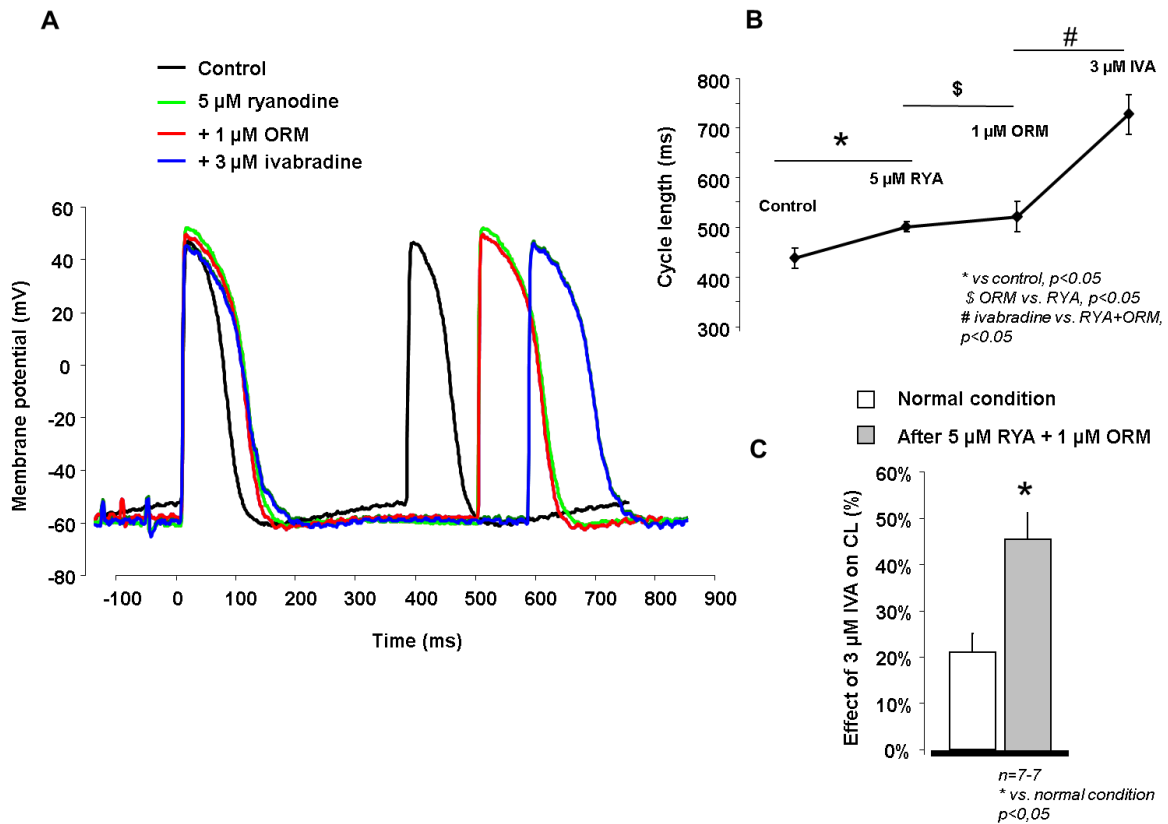 A
Control
5 µM ryanodine
+ 1 µM ORM
+ 3 µM ivabradine
Membrane potential (mV)
60
40
20
0
-20
-40
-60
-80
-100
0
100
200
300
400
500
600
700
800
900
Time (ms)
B
#
3 µM IVA
$
1 µM ORM
*
5 µM RYA
Control
Cycle length (ms)
800
700
600
500
400
300
* vs control, p<0.05
$ ORM vs. RYA, p<0.05
# ivabradine vs. RYA+ORM,
p<0.05
Normal condition
After 5 µM RYA + 1 µM ORM
C
*
Effect of 3 µM IVA on CL (%)
60%
50%
40%
30%
20%
10%
0%
n=7-7
* vs. normal condition
p<0,05